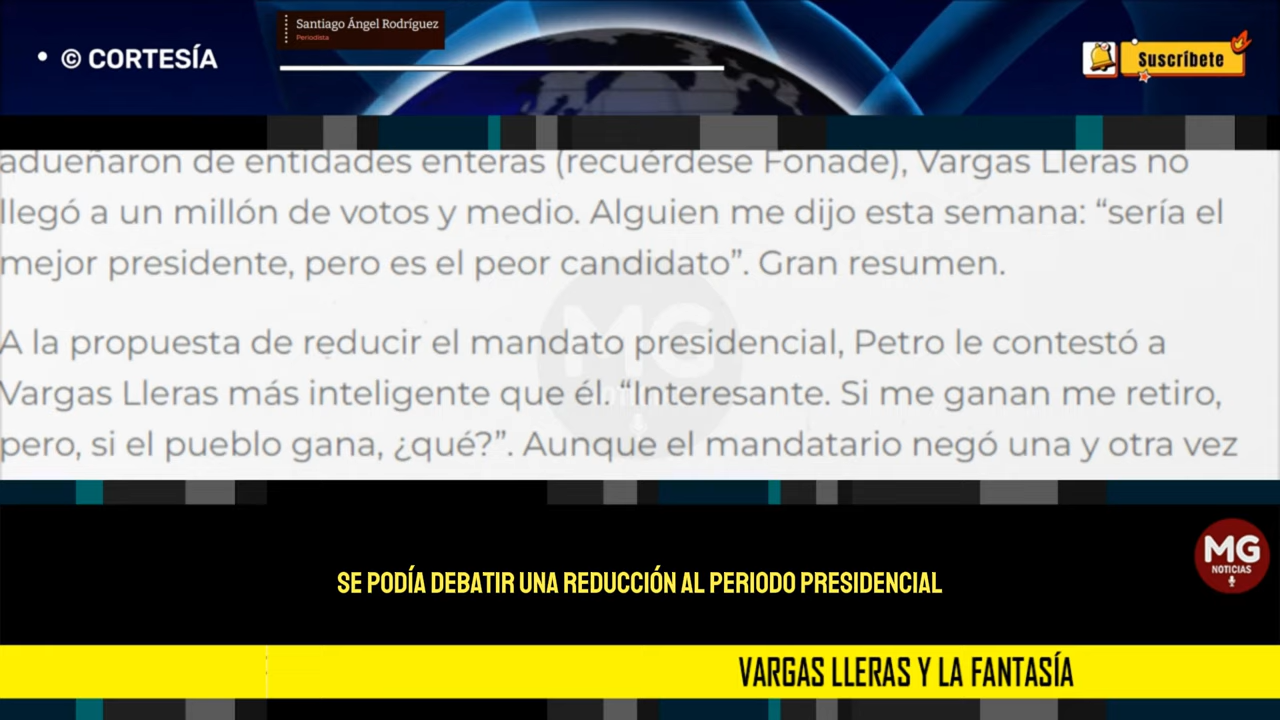 • © CORTESÍA
Santiago Ángel Rodríguez
Periodista
Suscríbete
adueñaron de entidades enteras (recuérdese Fonade), Vargas Lleras no
llegó a un millón de votos y medio. Alguien me dijo esta semana: “sería el
mejor presidente, pero es el peor candidato”. Gran resumen.
A la propuesta de reducir el mandato presidencial, Petro le contestó a
Vargas Lleras más inteligente que él. “Interesante. Si me ganan me retiro,
pero, si el pueblo gana, ¿qué?”. Aunque el mandatario negó una y otra vez
MG
NOTICIAS
SE PODÍA DEBATIR UNA REDUCCIÓN AL PERIODO PRESIDENCIAL
VARGAS LLERAS Y LA FANTASÍA